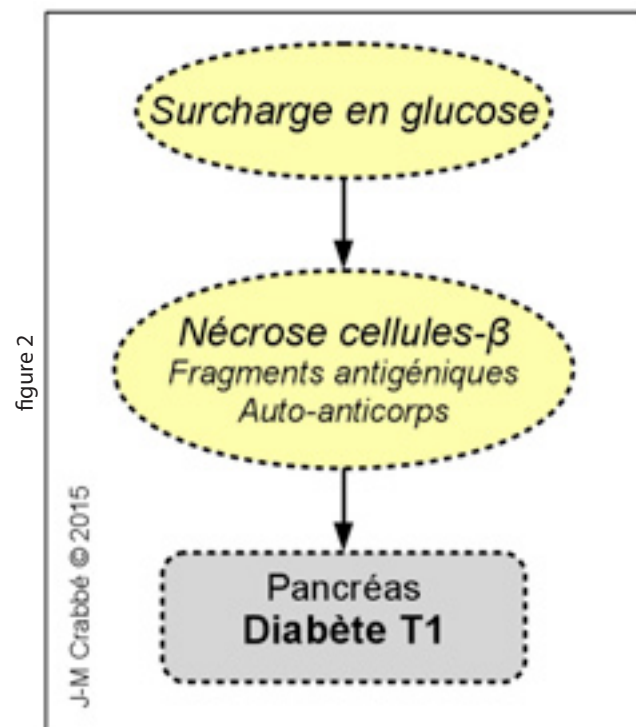 Surcharge en glucose
Nécrose cellules-β
Fragments antigéniques
Auto-anticorps
Pancréas
Diabète T1
figure 2
J-M Crabbé © 2015